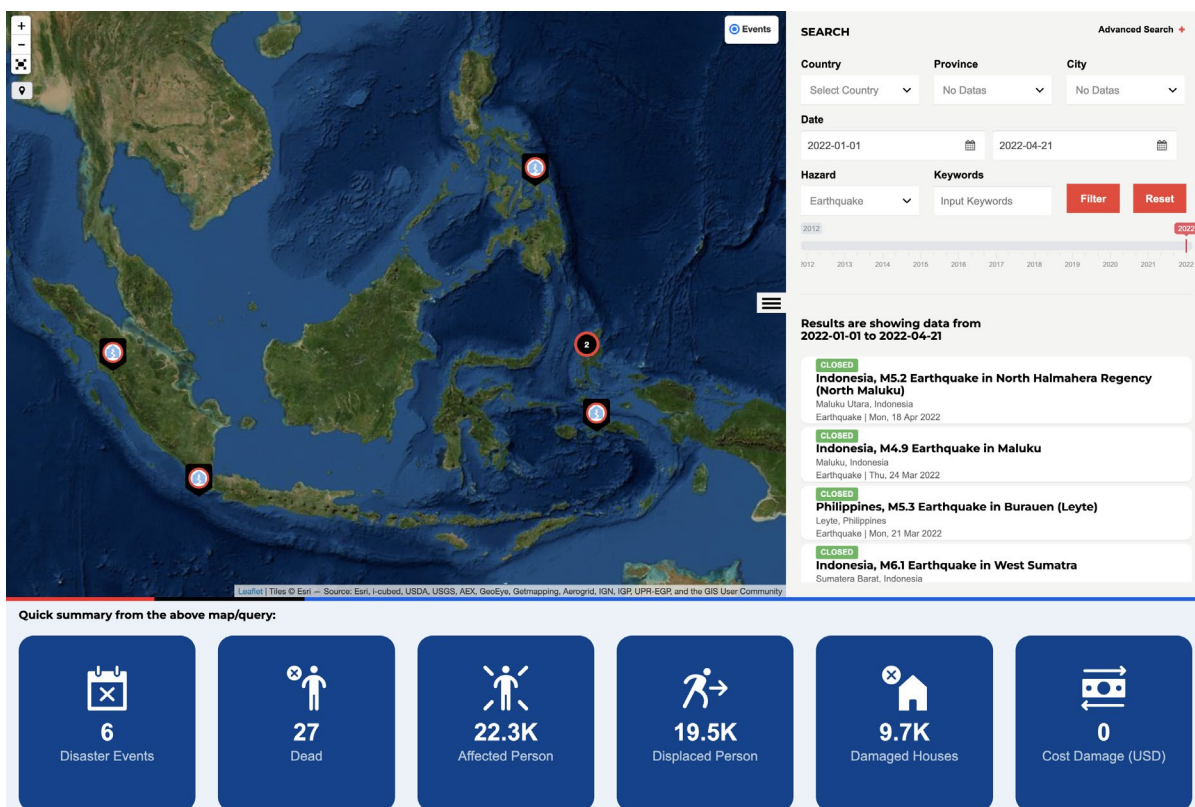 +
−
Events
2
Leaflet | Tiles © Esri — Source: Esri, i-cubed, USDA, USGS, AEX, GeoEye, Getmapping, Aerogrid, IGN, IGP, UPR-EGP, and the GIS User Community
SEARCH
Advanced Search +
Country Province City
Select Country No Datas No Datas
Date
2022-01-01 2022-04-21
Hazard Keywords
Earthquake Input Keywords Filter Reset
2012 2022
2012 2013 2014 2015 2016 2017 2018 2019 2020 2021 2022
Results are showing data from
2022-01-01 to 2022-04-21
CLOSED
Indonesia, M5.2 Earthquake in North Halmahera Regency
(North Maluku)
Maluku Utara, Indonesia
Earthquake | Mon, 18 Apr 2022
CLOSED
Indonesia, M4.9 Earthquake in Maluku
Maluku, Indonesia
Earthquake | Thu, 24 Mar 2022
CLOSED
Philippines, M5.3 Earthquake in Burauen (Leyte)
Leyte, Philippines
Earthquake | Mon, 21 Mar 2022
CLOSED
Indonesia, M6.1 Earthquake in West Sumatra
Sumatera Barat, Indonesia
Quick summary from the above map/query:
6
Disaster Events
27
Dead
22.3K
Affected Person
19.5K
Displaced Person
9.7K
Damaged Houses
0
Cost Damage (USD)